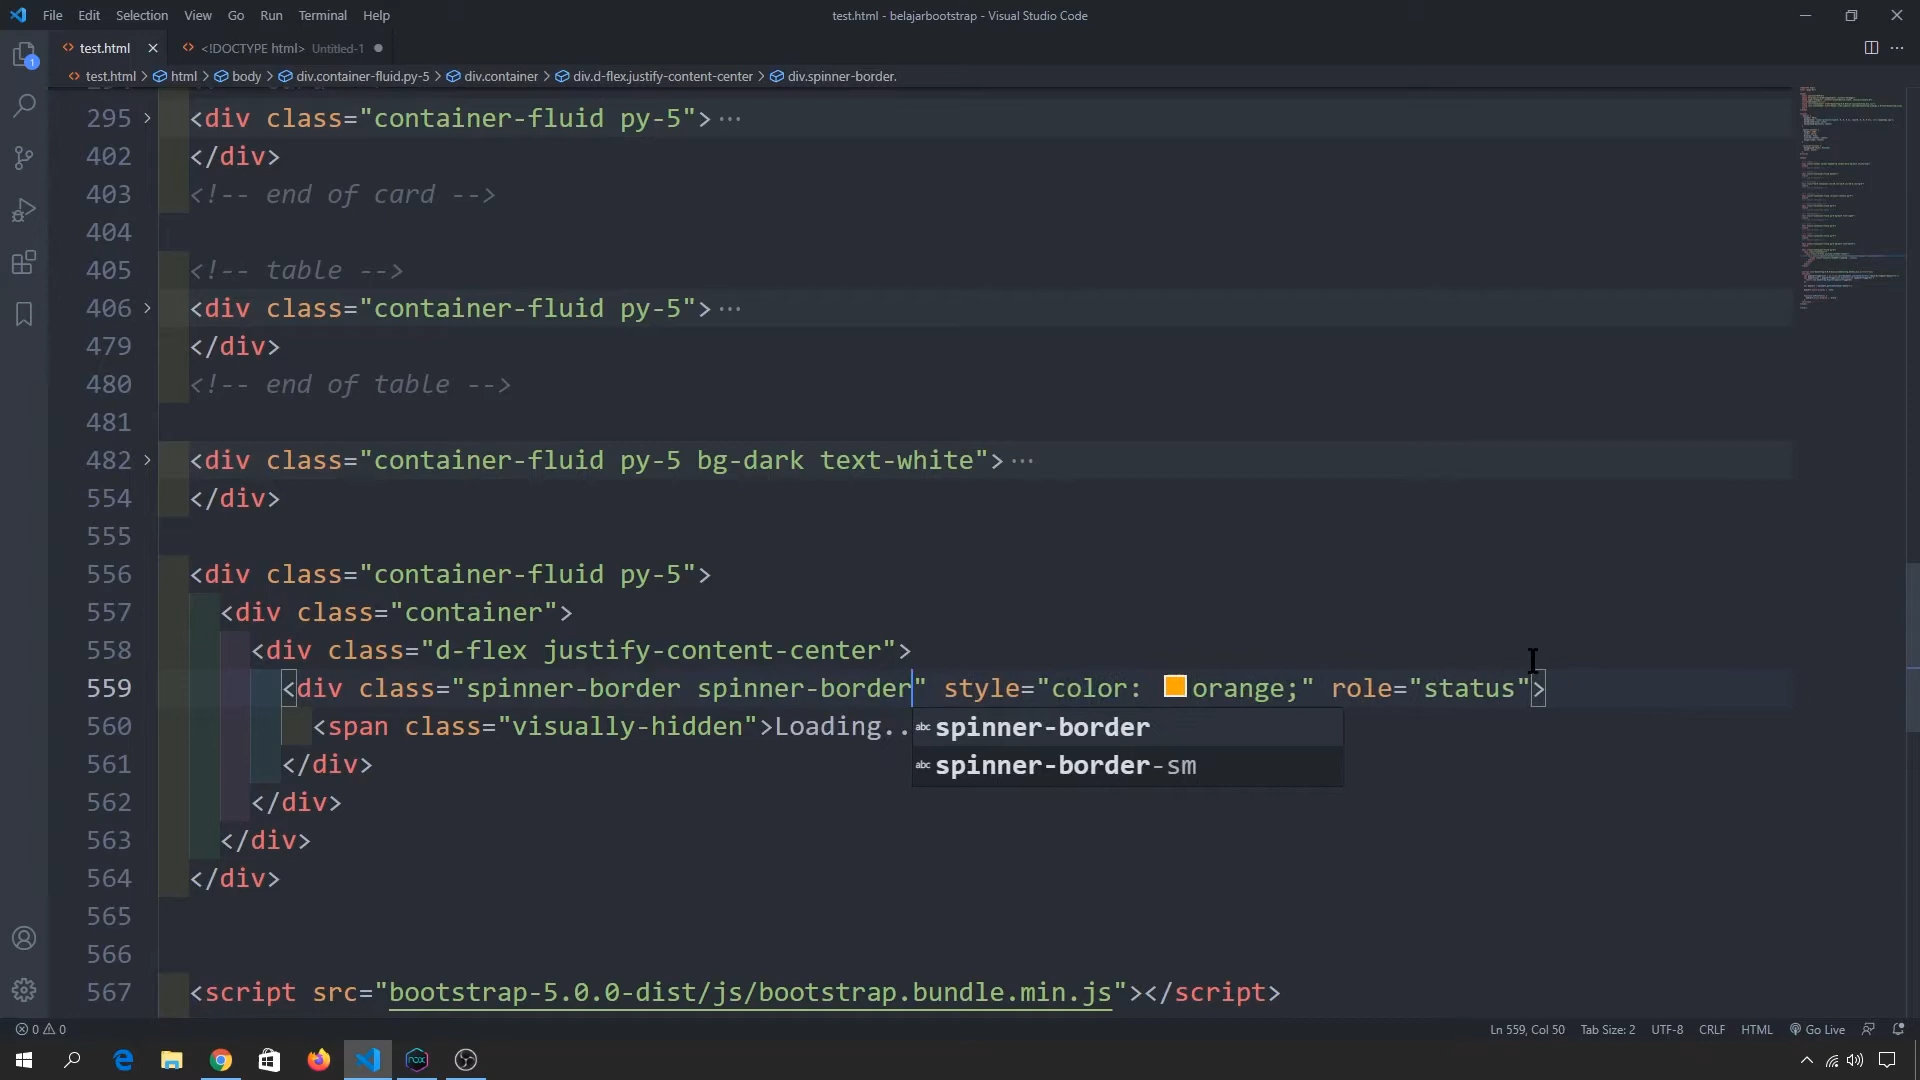 File Edit Selection View Go Run Terminal Help
test.html - belajarbootstrap - Visual Studio Code
test.html <!DOCTYPE html> Untitled-1
test.html > html > body > div.container-fluid.py-5 > div.container > div.d-flex.justify-content-center > div.spinner-border.
1
295 <div class="container-fluid py-5"> ···
402 </div>
403 <!-- end of card -->
404
405 <!-- table -->
406 <div class="container-fluid py-5"> ···
479 </div>
480 <!-- end of table -->
481
482 <div class="container-fluid py-5 bg-dark text-white"> ···
554 </div>
555
556 <div class="container-fluid py-5">
557 <div class="container">
558 <div class="d-flex justify-content-center">
559 <div class="spinner-border spinner-border" style="color: orange;" role="status">
560 <span class="visually-hidden">Loading..
abc spinner-border
561 </div>
abc spinner-border-sm
562 </div>
563 </div>
564 </div>
565
566
567 <script src="bootstrap-5.0.0-dist/js/bootstrap.bundle.min.js"></script>
0 0 Ln 559, Col 50 Tab Size: 2 UTF-8 CRLF HTML Go Live
nox